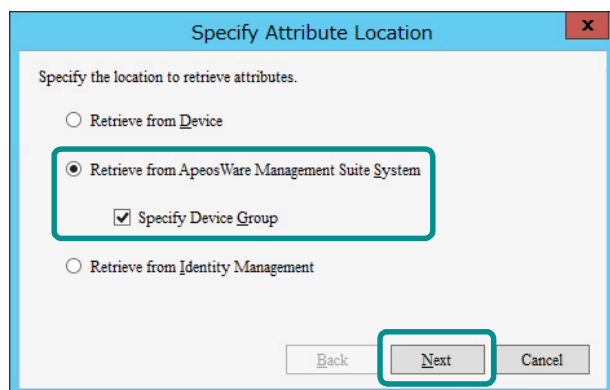 Specify Attribute Location
x
Specify the location to retrieve attributes.
Retrieve from Device
Retrieve from ApeosWare Management Suite System
Specify Device Group
Retrieve from Identity Management
Back Next Cancel